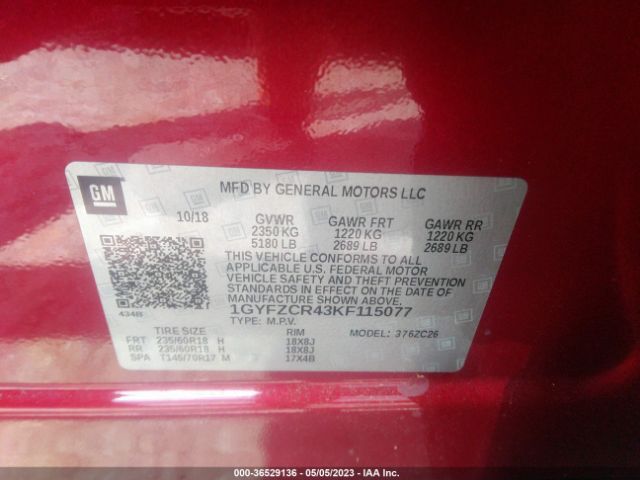 GM
MFD BY GENERAL MOTORS LLC
10/18 GVWR GAWR FRT GAWR RR
2350 KG 1220 KG 1220 KG
5180 LB 2689 LB 2689 LB
THIS VEHICLE CONFORMS TO ALL
APPLICABLE U.S. FEDERAL MOTOR
VEHICLE SAFETY AND THEFT PREVENTION
STANDARDS IN EFFECT ON THE DATE OF
MANUFACTURE SHOWN ABOVE.
434B 1GYFZCR43KF115077
TYPE: M.P.V. MODEL: 376ZC26
TIRE SIZE RIM
FRT 235/60R18 H 18X8J
RR 235/60R18 H 18X8J
SPA T145/70R17 M 17X4B
000-36529136 - 05/05/2023 - IAA Inc.